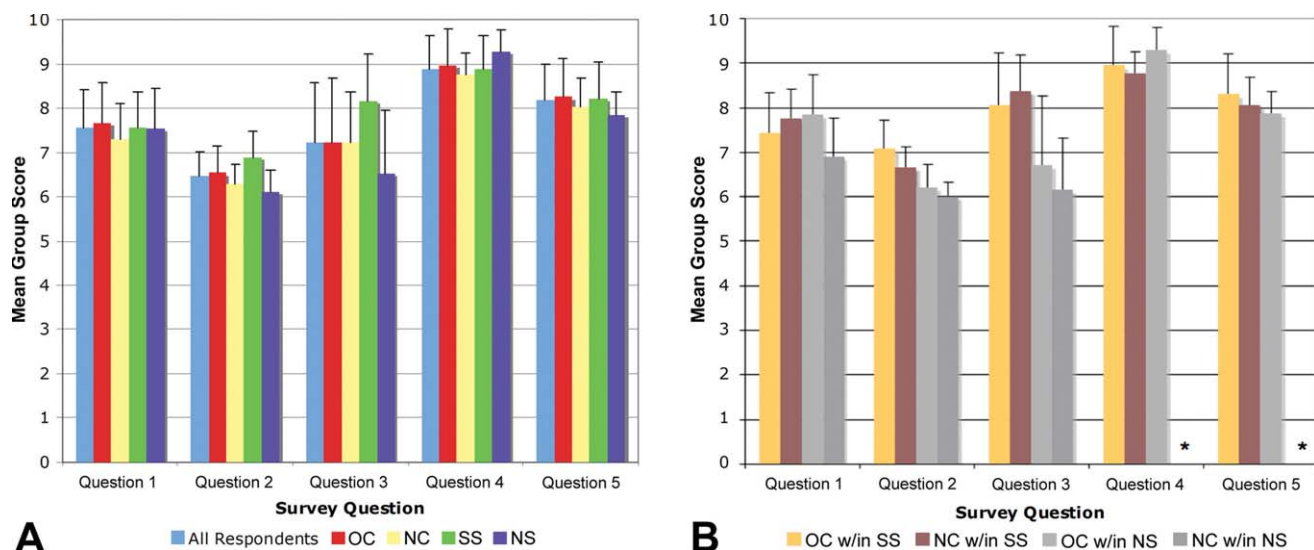 Mean Group Score
10
9
8
7
6
5
4
3
2
1
0
Question 1 Question 2 Question 3 Question 4 Question 5
Survey Question
A
All Respondents OC NC SS NS
Mean Group Score
10
9
8
7
6
5
4
3
2
1
0
* *
Question 1 Question 2 Question 3 Question 4 Question 5
Survey Question
B
OC w/in SS NC w/in SS OC w/in NS NC w/in NS